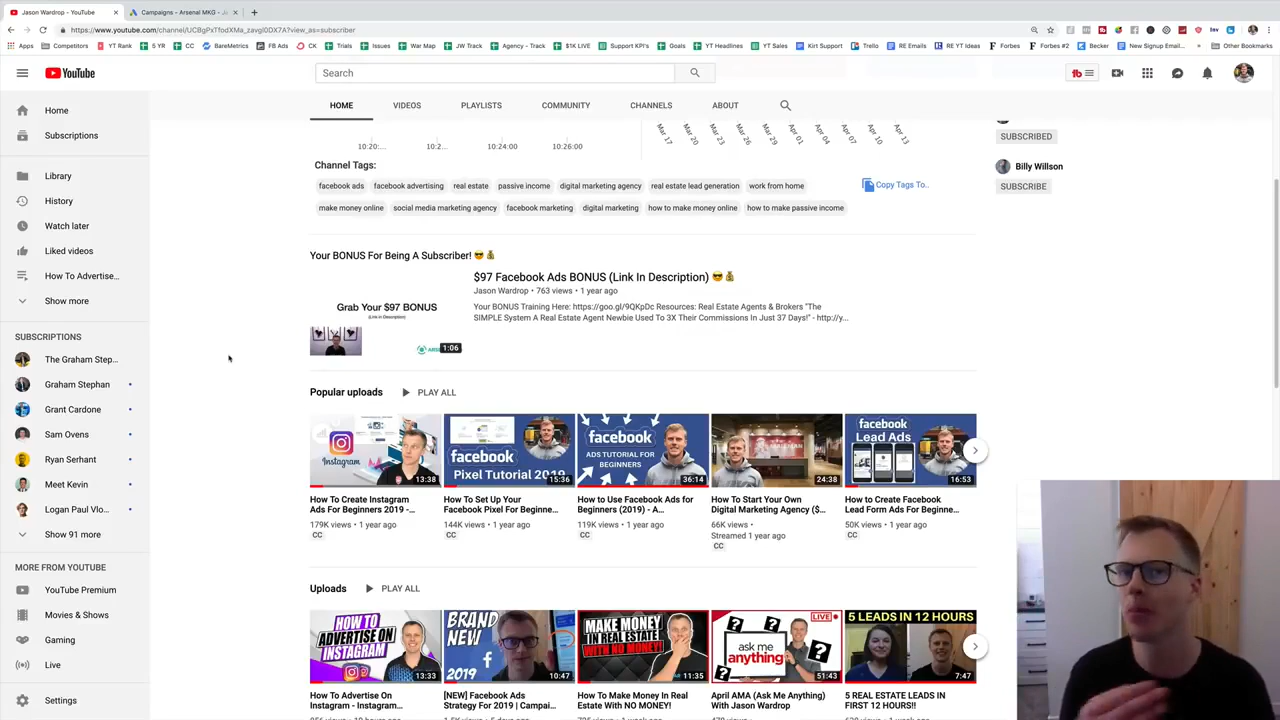 Jason Wardrop - YouTube
Campaigns - Arsenal MKG - Ja
https://www.youtube.com/channel/UCBgPxTfodXMa_zavgl0DX7A?view_as=subscriber
Apps Competitors YT Rank 5 YR CC BareMetrics FB Ads CK Trials Issues War Map JW Track Agency - Track $1K LIVE Support KPI's Goals YT Headlines YT Sales Kirt Support Trello RE Emails RE YT Ideas Forbes Forbes #2 Becker New Signup Email... Other Bookmarks
YouTube
Search
Home
Subscriptions
Library
History
Watch later
Liked videos
How To Advertise...
Show more
SUBSCRIPTIONS
The Graham Step...
Graham Stephan
Grant Cardone
Sam Ovens
Ryan Serhant
Meet Kevin
Logan Paul Vlo...
Show 91 more
MORE FROM YOUTUBE
YouTube Premium
Movies & Shows
Gaming
Live
Settings
HOME VIDEOS PLAYLISTS COMMUNITY CHANNELS ABOUT
10:20:... 10:2... 10:24:00 10:26:00
Mar 17 Mar 20 Mar 23 Mar 26 Mar 29 Apr 01 Apr 04 Apr 07 Apr 10 Apr 13
Channel Tags:
facebook ads facebook advertising real estate passive income digital marketing agency real estate lead generation work from home
make money online social media marketing agency facebook marketing digital marketing how to make money online how to make passive income
Copy Tags To..
SUBSCRIBED
Billy Willson
SUBSCRIBE
Your BONUS For Being A Subscriber! 😎💰
Grab Your $97 BONUS
(Link In Description)
1:06
$97 Facebook Ads BONUS (Link In Description) 😎💰
Jason Wardrop • 763 views • 1 year ago
Your BONUS Training Here: https://goo.gl/9QKpDc Resources: Real Estate Agents & Brokers "The
SIMPLE System A Real Estate Agent Newbie Used To 3X Their Commissions In Just 37 Days!" - http://y...
Popular uploads PLAY ALL
Instagram
13:38
How To Create Instagram
Ads For Beginners 2019 -...
179K views • 1 year ago
CC
facebook
Pixel Tutorial 2019
15:36
How To Set Up Your
Facebook Pixel For Beginne...
144K views • 1 year ago
CC
facebook
ADS TUTORIAL FOR
BEGINNERS
36:14
How to Use Facebook Ads for
Beginners (2019) - A...
119K views • 1 year ago
CC
24:38
How To Start Your Own
Digital Marketing Agency ($...
66K views •
Streamed 1 year ago
CC
facebook
Lead Ads
16:53
How to Create Facebook
Lead Form Ads For Beginne...
50K views • 1 year ago
CC
Uploads PLAY ALL
HOW TO
ADVERTISE ON
INSTAGRAM
13:33
How To Advertise On
Instagram - Instagram...
BRAND
NEW
2019
10:47
[NEW] Facebook Ads
Strategy For 2019 | Campai...
MAKE MONEY
IN REAL ESTATE
WITH NO MONEY!
11:35
How To Make Money In Real
Estate With NO MONEY!
LIVE
ask me
anything
51:43
April AMA (Ask Me Anything)
With Jason Wardrop
5 LEADS IN 12 HOURS
7:47
5 REAL ESTATE LEADS IN
FIRST 12 HOURS!!